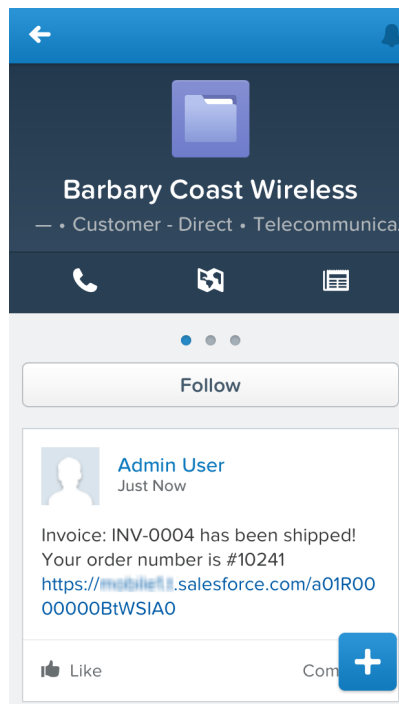 Barbary Coast Wireless
— • Customer - Direct • Telecommunica
Follow
Admin User
Just Now
Invoice: INV-0004 has been shipped!
Your order number is #10241
https:// .salesforce.com/a01R00
00000BtWSIA0
Like
Com